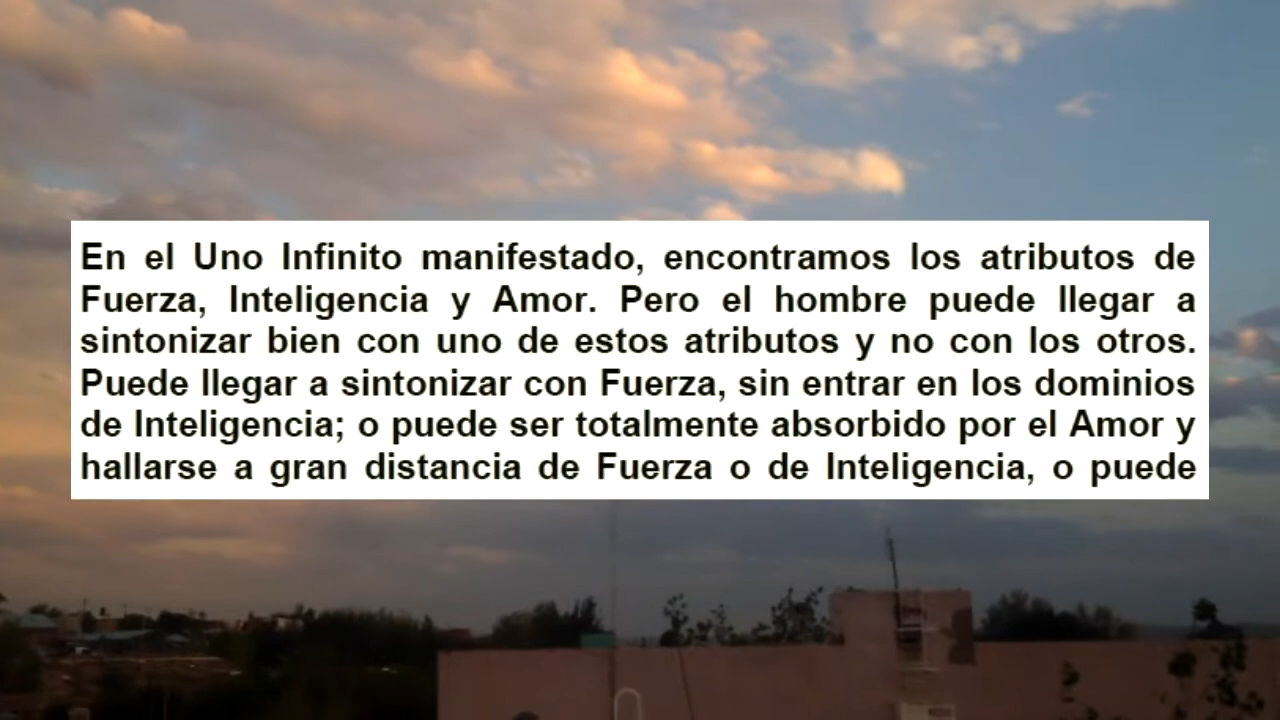 En el Uno Infinito manifestado, encontramos los atributos de
Fuerza, Inteligencia y Amor. Pero el hombre puede llegar a
sintonizar bien con uno de estos atributos y no con los otros.
Puede llegar a sintonizar con Fuerza, sin entrar en los dominios
de Inteligencia; o puede ser totalmente absorbido por el Amor y
hallarse a gran distancia de Fuerza o de Inteligencia, o puede